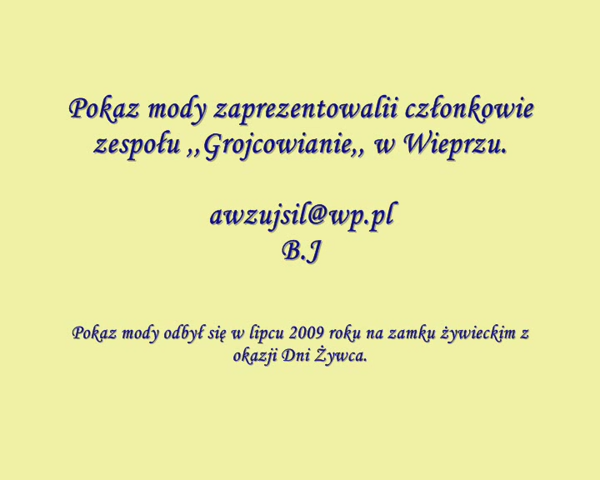 Pokaz mody zaprezentowalii członkowie
zespołu ,,Grojcowianie,, w Wieprzu.
awzujsil@wp.pl
B.J
Pokaz mody odbył się w lipcu 2009 roku na zamku żywieckim z
okazji Dni Żywca.